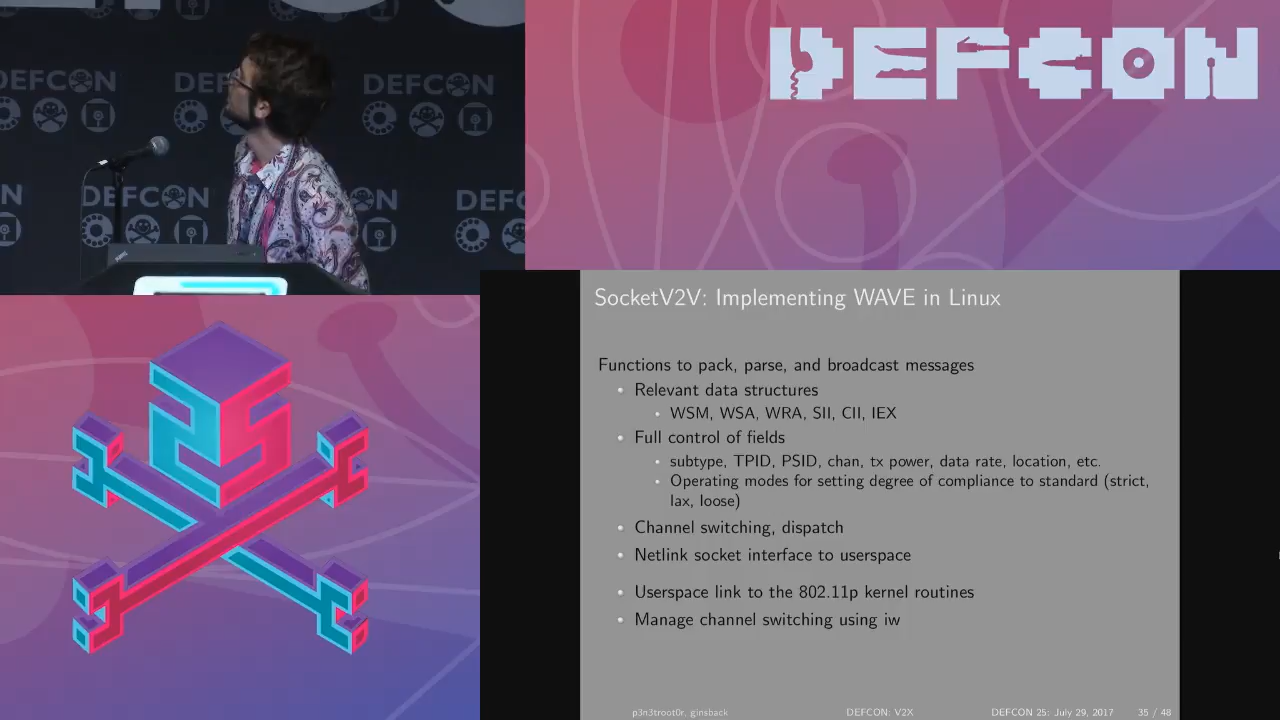 DEFCON
DEFCON
DEF
DEFCON
DEFCON
DEFC
SocketV2V: Implementing WAVE in Linux
Functions to pack, parse, and broadcast messages
Relevant data structures
WSM, WSA, WRA, SII, CII, IEX
Full control of fields
subtype, TPID, PSID, chan, tx power, data rate, location, etc.
Operating modes for setting degree of compliance to standard (strict,
lax, loose)
Channel switching, dispatch
Netlink socket interface to userspace
Userspace link to the 802.11p kernel routines
Manage channel switching using iw
p3n3troot0r, ginsback
DEFCON: V2X
DEFCON 25: July 29, 2017
35 / 48